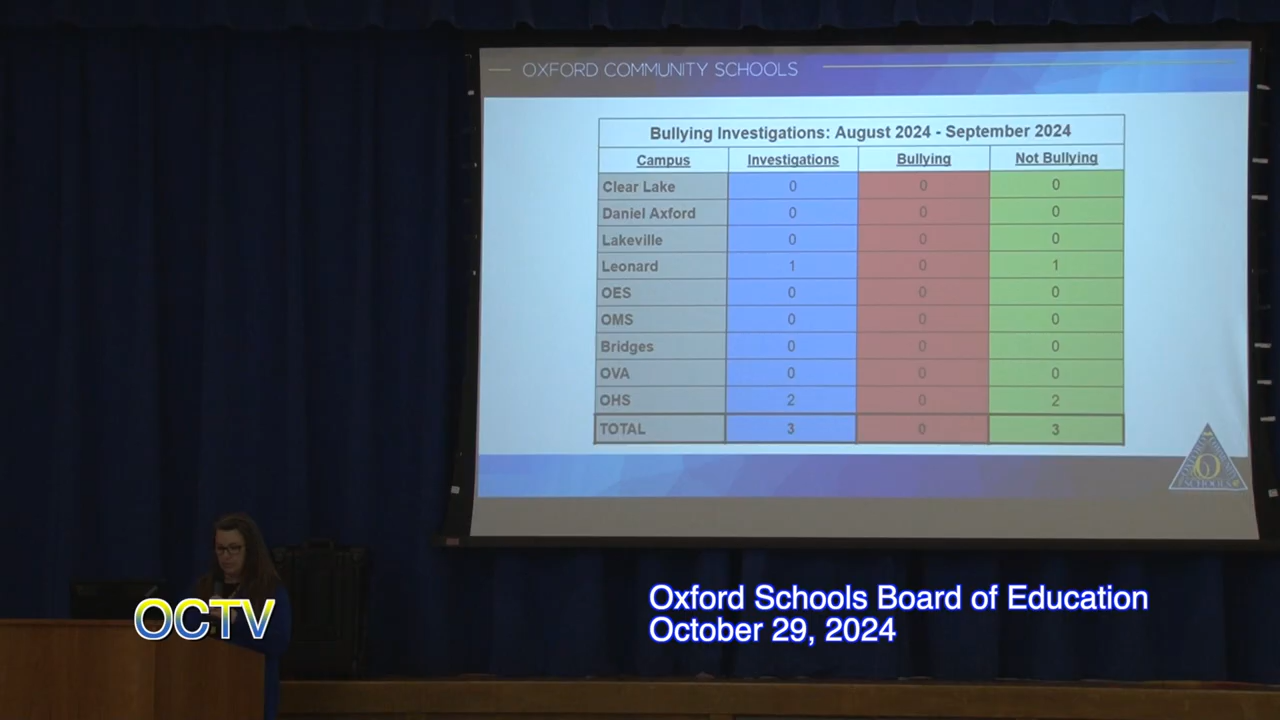 OXFORD COMMUNITY SCHOOLS
Bullying Investigations: August 2024 - September 2024
Campus Investigations Bullying Not Bullying
Clear Lake 0 0 0
Daniel Axford 0 0 0
Lakeville 0 0 0
Leonard 1 0 1
OES 0 0 0
OMS 0 0 0
Bridges 0 0 0
OVA 0 0 0
OHS 2 0 2
TOTAL 3 0 3
O
SCHOOLS
OCTV
Oxford Schools Board of Education
October 29, 2024